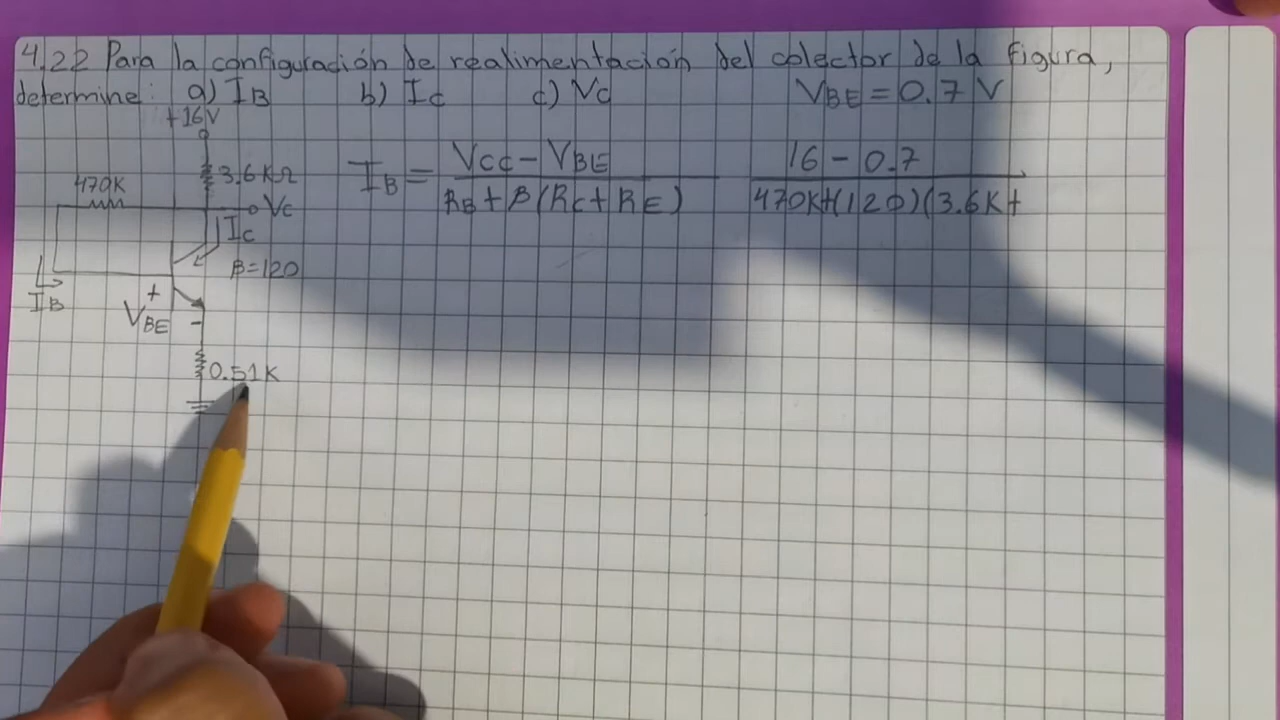 4.22 Para la configuración de realimentación del colector de la figura,
determine: a) IB b) Ic c) Vc VBE = 0.7 V
+16V
3.6KΩ
470K
Vc
Ic
β=120
IB
+
VBE
-
0.51K
IB = VCC - VBE / RB + β(RC + RE)
16 - 0.7 / 470K+(120)(3.6K+